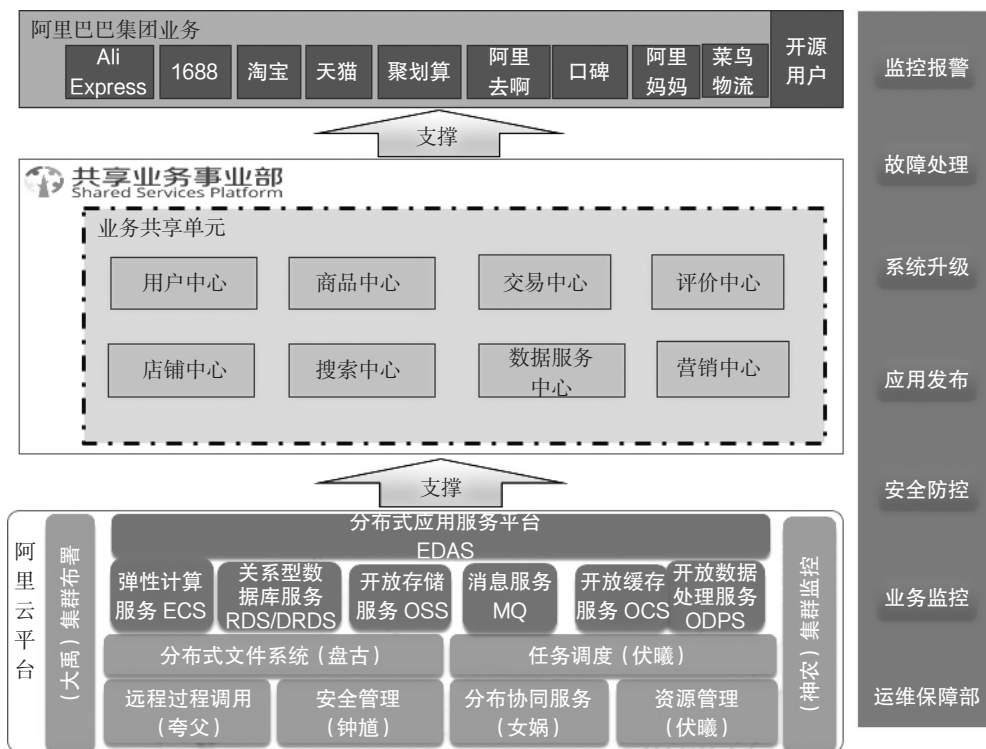 阿里巴巴集团业务
Ali
Express
1688
淘宝
天猫
聚划算
阿里
去啊
口碑
阿里
妈妈
菜鸟
物流
开源
用户
支撑
共享业务事业部
Shared Services Platform
业务共享单元
用户中心
商品中心
交易中心
评价中心
店铺中心
搜索中心
数据服务
中心
营销中心
支撑
阿里云平台
(大禹)集群布署
分布式应用服务平台
EDAS
弹性计算
服务 ECS
关系型数
据库服务
RDS/DRDS
开放存储
服务 OSS
消息服务
MQ
开放缓存
服务 OCS
开放数据
处理服务
ODPS
分布式文件系统(盘古)
任务调度(伏曦)
远程过程调用
(夸父)
安全管理
(钟馗)
分布协同服务
(女娲)
资源管理
(伏曦)
(神农)集群监控
监控报警
故障处理
系统升级
应用发布
安全防控
业务监控
运维保障部